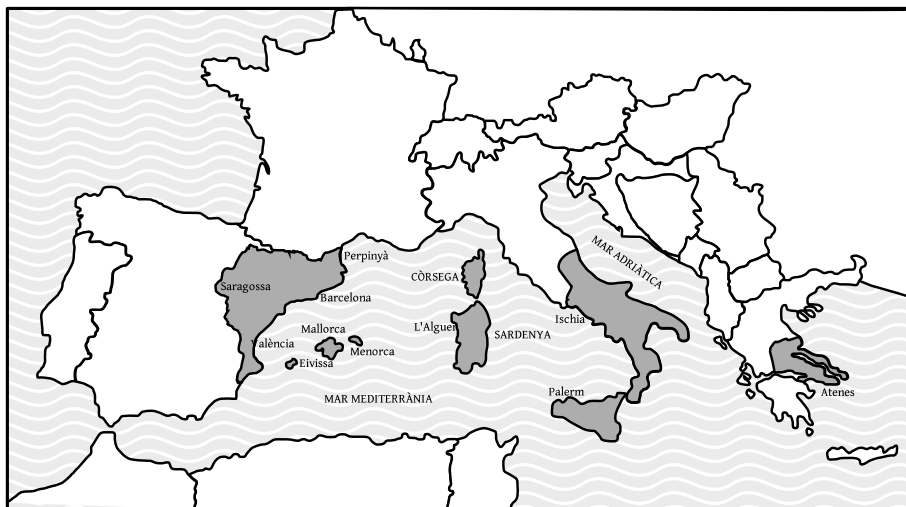 MAR ADRIÀTICA
Perpinyà
CÒRSEGA
Saragossa
Barcelona
Ischia
L'Alguer
SARDENYA
Mallorca
València
Menorca
Eivissa
Palerm
Atenes
MAR MEDITERRÀNIA